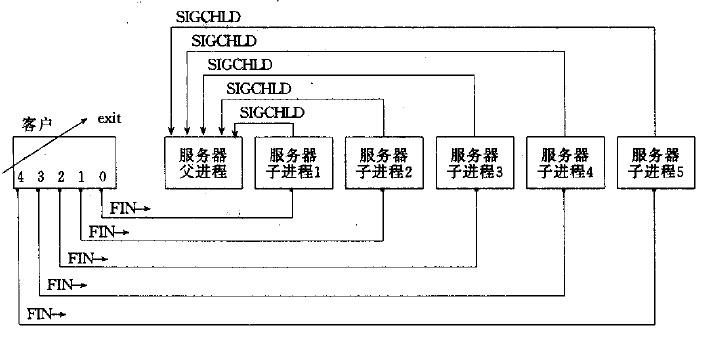 SIGCHLD
SIGCHLD
SIGCHLD
SIGCHLD
SIGCHLD
客户
exit
服务器
父进程
服务器
子进程1
服务器
子进程2
服务器
子进程3
服务器
子进程4
服务器
子进程5
4 3 2 1 0
FIN→
FIN→
FIN→
FIN→
FIN→